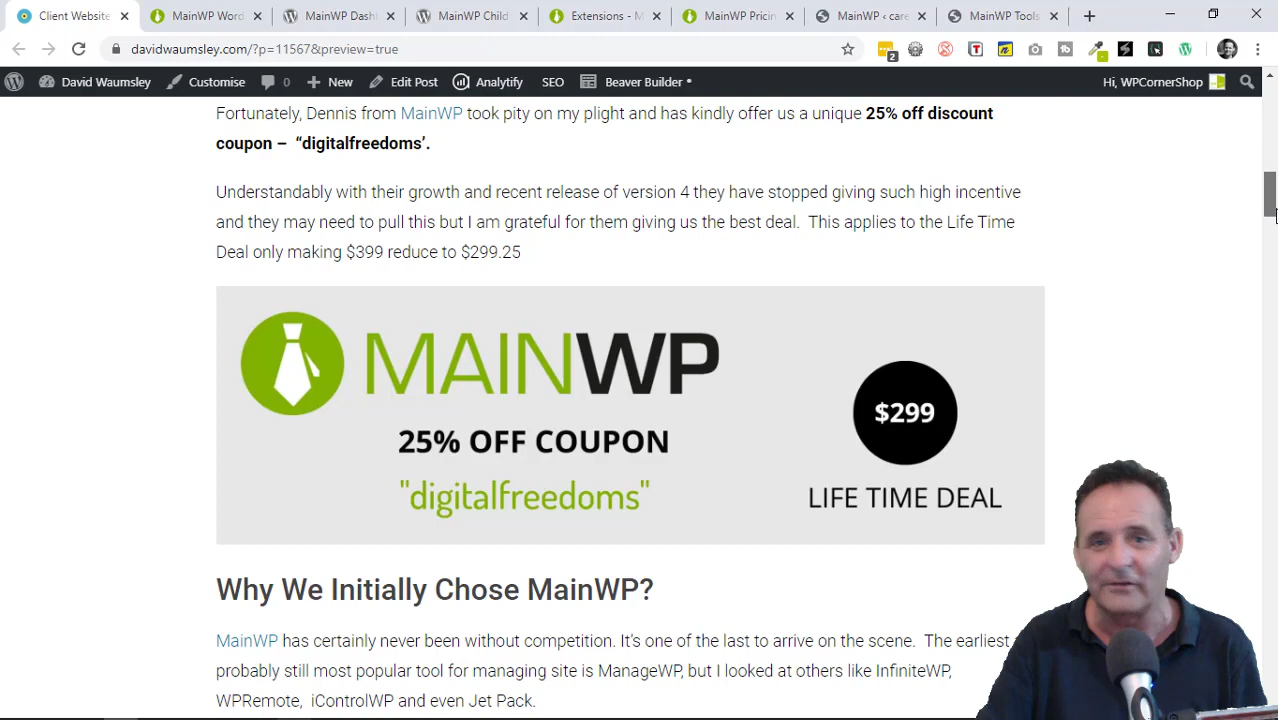 Client Website
MainWP Word
MainWP Dash
MainWP Child
Extensions - M
MainWP Pricin
MainWP ‹ care
MainWP Tools
davidwaumsley.com/?p=11567&preview=true
2
David Waumsley
Customise
0
New
Edit Post
Analytify
SEO
Beaver Builder
Hi, WPCornerShop
Fortunately, Dennis from MainWP took pity on my plight and has kindly offer us a unique 25% off discount
coupon – “digitalfreedoms’.
Understandably with their growth and recent release of version 4 they have stopped giving such high incentive
and they may need to pull this but I am grateful for them giving us the best deal. This applies to the Life Time
Deal only making $399 reduce to $299.25
MAINWP
25% OFF COUPON
"digitalfreedoms"
$299
LIFE TIME DEAL
Why We Initially Chose MainWP?
MainWP has certainly never been without competition. It’s one of the last to arrive on the scene. The earliest
probably still most popular tool for managing site is ManageWP, but I looked at others like InfiniteWP,
WPRemote, iControlWP and even Jet Pack.